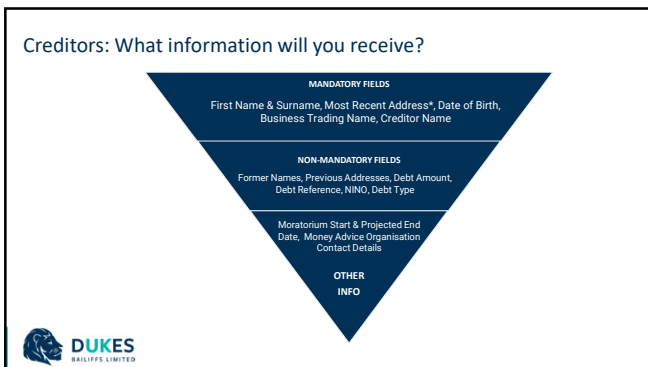 Creditors: What information will you receive?
MANDATORY FIELDS
First Name & Surname, Most Recent Address*, Date of Birth,
Business Trading Name, Creditor Name
NON-MANDATORY FIELDS
Former Names, Previous Addresses, Debt Amount,
Debt Reference, NINO, Debt Type
Moratorium Start & Projected End
Date, Money Advice Organisation
Contact Details
OTHER
INFO
DUKES
BAILIFFS LIMITED